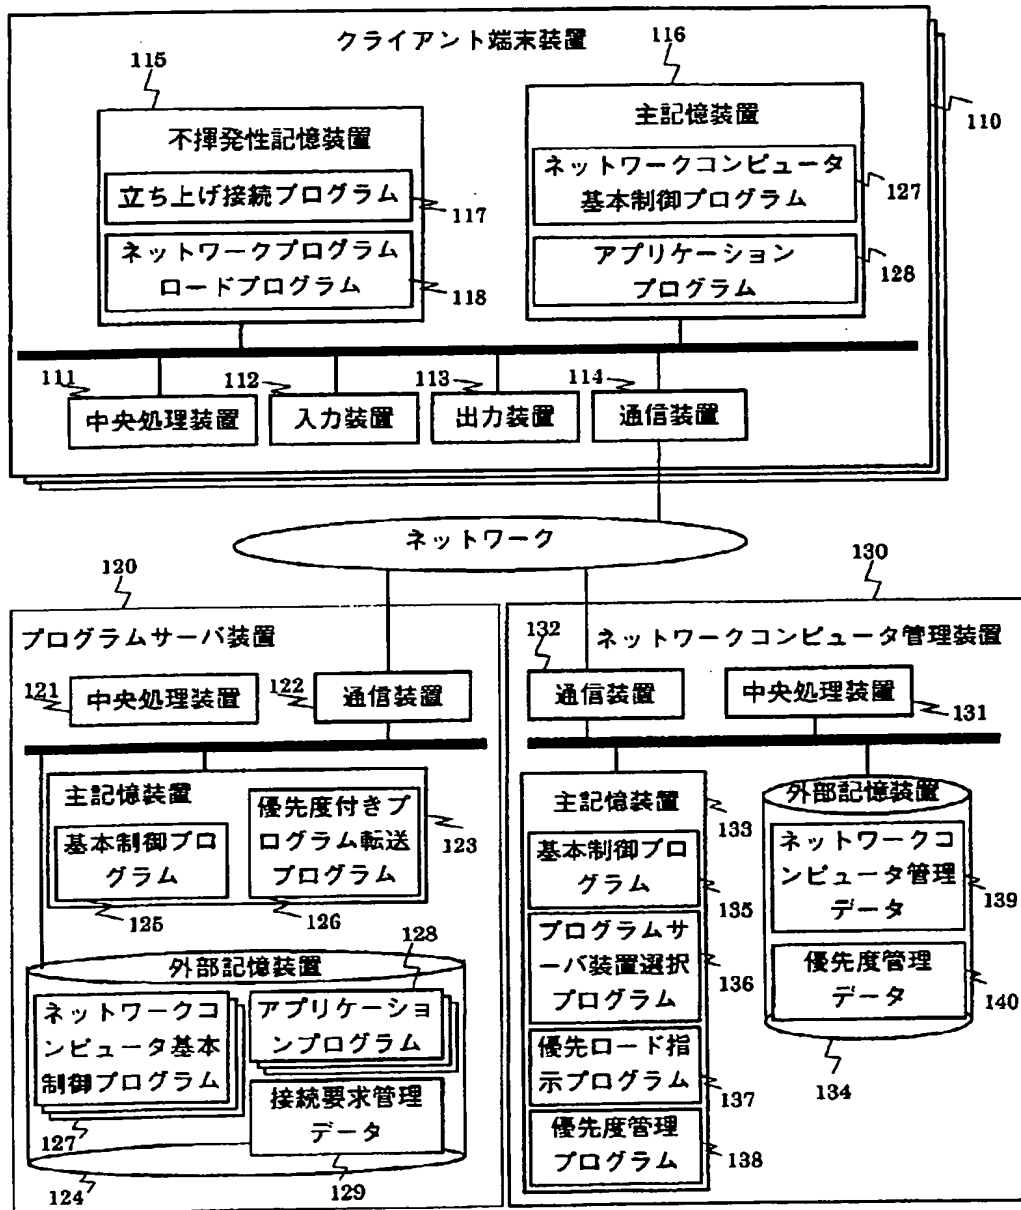 クライアント端末装置
116
115
110
主記憶装置
不揮発性記憶装置
ネットワークコンピュータ
基本制御プログラム
127
立ち上げ接続プログラム
117
ネットワークプログラム
ロードプログラム
118
アプリケーション
プログラム
128
111
中央処理装置
112
入力装置
113
出力装置
114
通信装置
ネットワーク
120
プログラムサーバ装置
121
中央処理装置
122
通信装置
主記憶装置
基本制御プロ
グラム
125
優先度付きプ
ログラム転送
プログラム
126
123
外部記憶装置
128
ネットワークコ
ンピュータ基本
制御プログラム
127
アプリケーショ
ンプログラム
接続要求管理
データ
129
124
130
ネットワークコンピュータ管理装置
132
通信装置
中央処理装置
131
主記憶装置
133
基本制御プロ
グラム
135
プログラムサ
ーバ装置選択
プログラム
136
優先ロード指
示プログラム
137
優先度管理
プログラム
138
外部記憶装置
ネットワークコ
ンピュータ管理
データ
139
優先度管理
データ
140
134